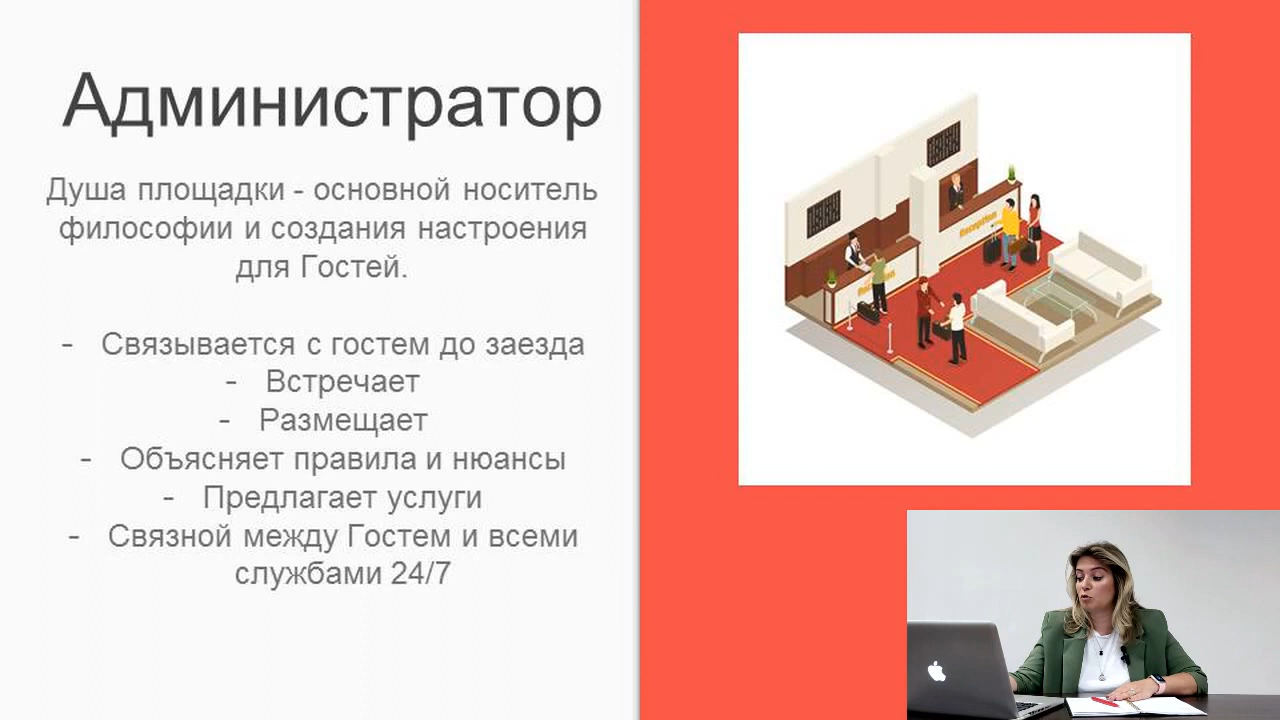 Администратор
Душа площадки - основной носитель
философии и создания настроения
для Гостей.
- Связывается с гостем до заезда
- Встречает
- Размещает
- Объясняет правила и нюансы
- Предлагает услуги
- Связной между Гостем и всеми
службами 24/7
Reception